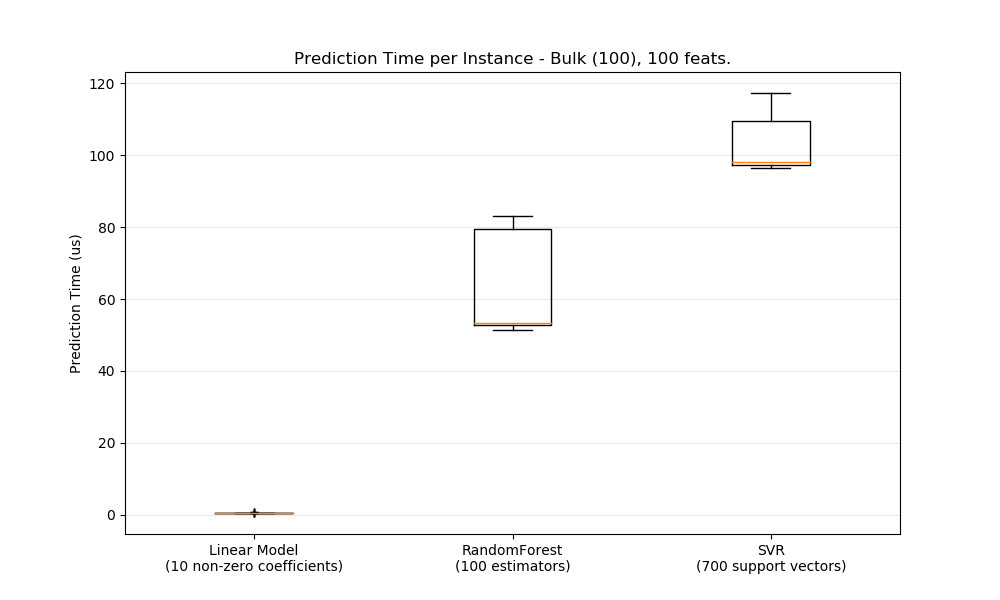 Prediction Time per Instance - Bulk (100), 100 feats.
120
100
80
60
40
20
0
Prediction Time (us)
Linear Model
(10 non-zero coefficients)
RandomForest
(100 estimators)
SVR
(700 support vectors)